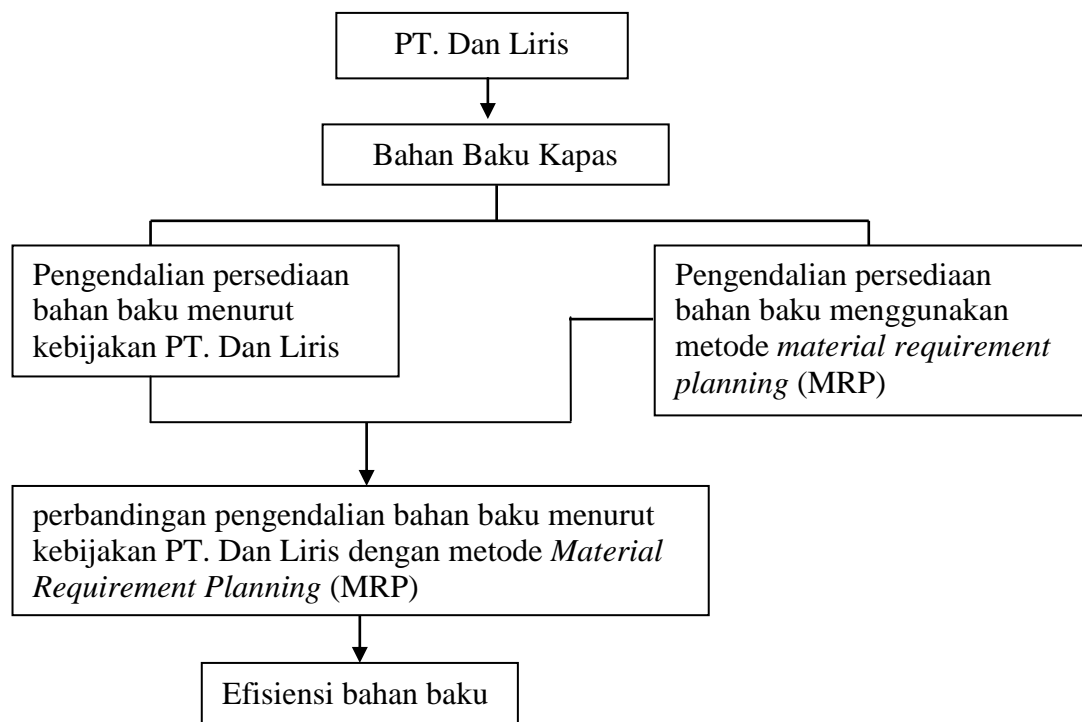 PT. Dan Liris
Bahan Baku Kapas
Pengendalian persediaan
bahan baku menurut
kebijakan PT. Dan Liris
Pengendalian persediaan
bahan baku menggunakan
metode material requirement
planning (MRP)
perbandingan pengendalian bahan baku menurut
kebijakan PT. Dan Liris dengan metode Material
Requirement Planning (MRP)
Efisiensi bahan baku